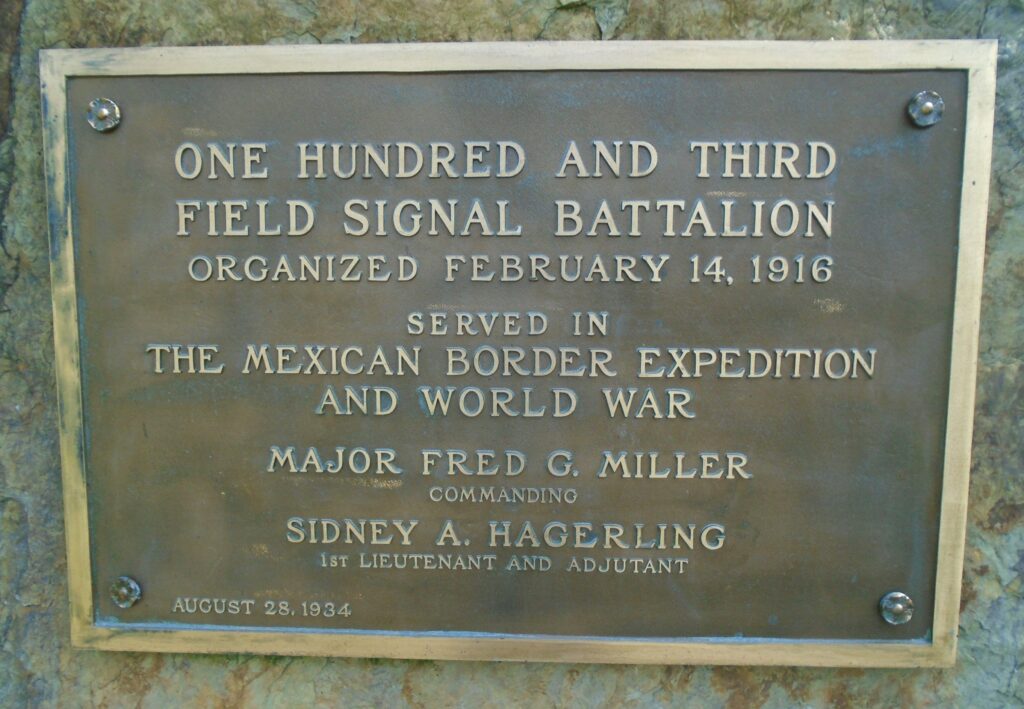 ONE HUNDRED AND THIRD
FIELD SIGNAL BATTALION
ORGANIZED FEBRUARY 14, 1916
SERVED IN
THE MEXICAN BORDER EXPEDITION
AND WORLD WAR
MAJOR FRED G. MILLER
COMMANDING
SIDNEY A. HAGERLING
1ST LIEUTENANT AND ADJUTANT
AUGUST 28, 1934